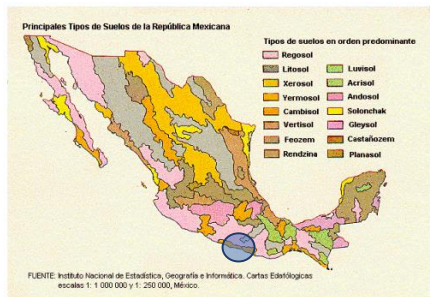 Principales Tipos de Suelos de la República Mexicana
Tipos de suelos en orden predominante
Regosol
Litosol
Xerosol
Yermosol
Cambisol
Vertisol
Feozem
Rendzina
Luvisol
Acrisol
Andosol
Solonchak
Gleysol
Castañozem
Planasol
FUENTE: Instituto Nacional de Estadística, Geografía e Informática. Cartas Edafólogicas
escalas 1: 1 000 000 y 1: 250 000, México.